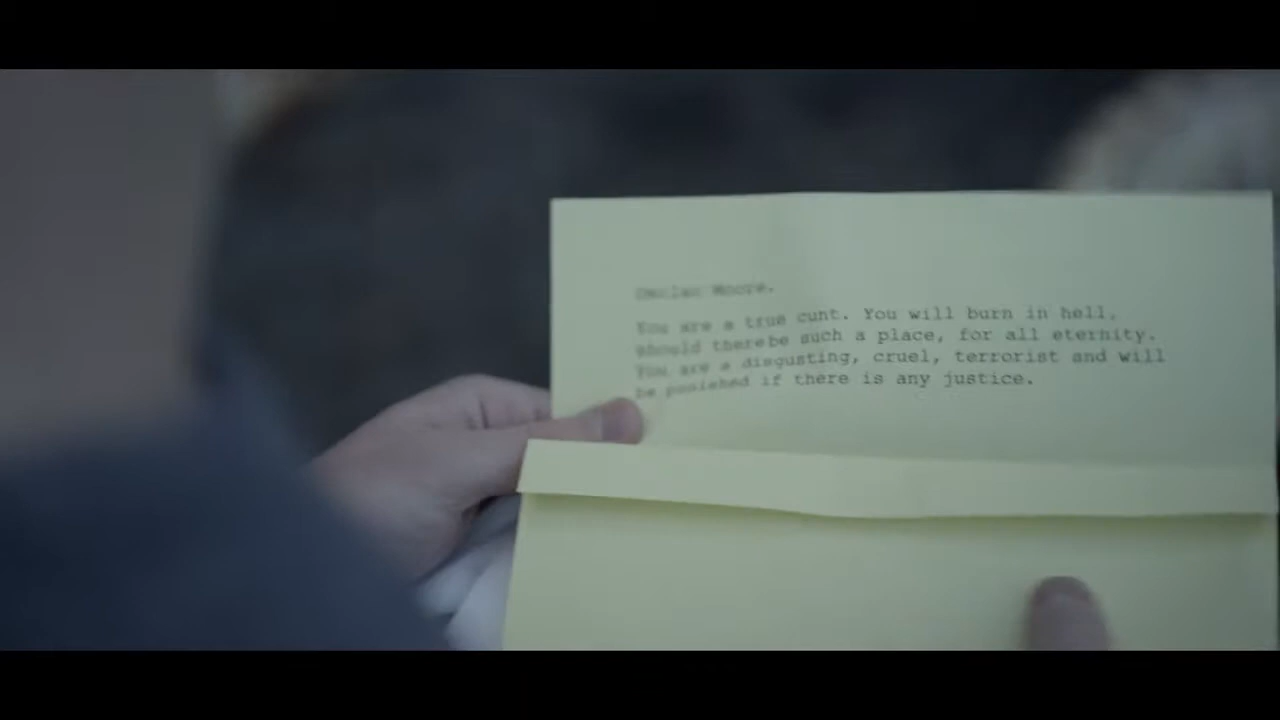 Declan Moore.
You are a true cunt. You will burn in hell,
should therebe such a place, for all eternity.
You are a disgusting, cruel, terrorist and will
be punished if there is any justice.